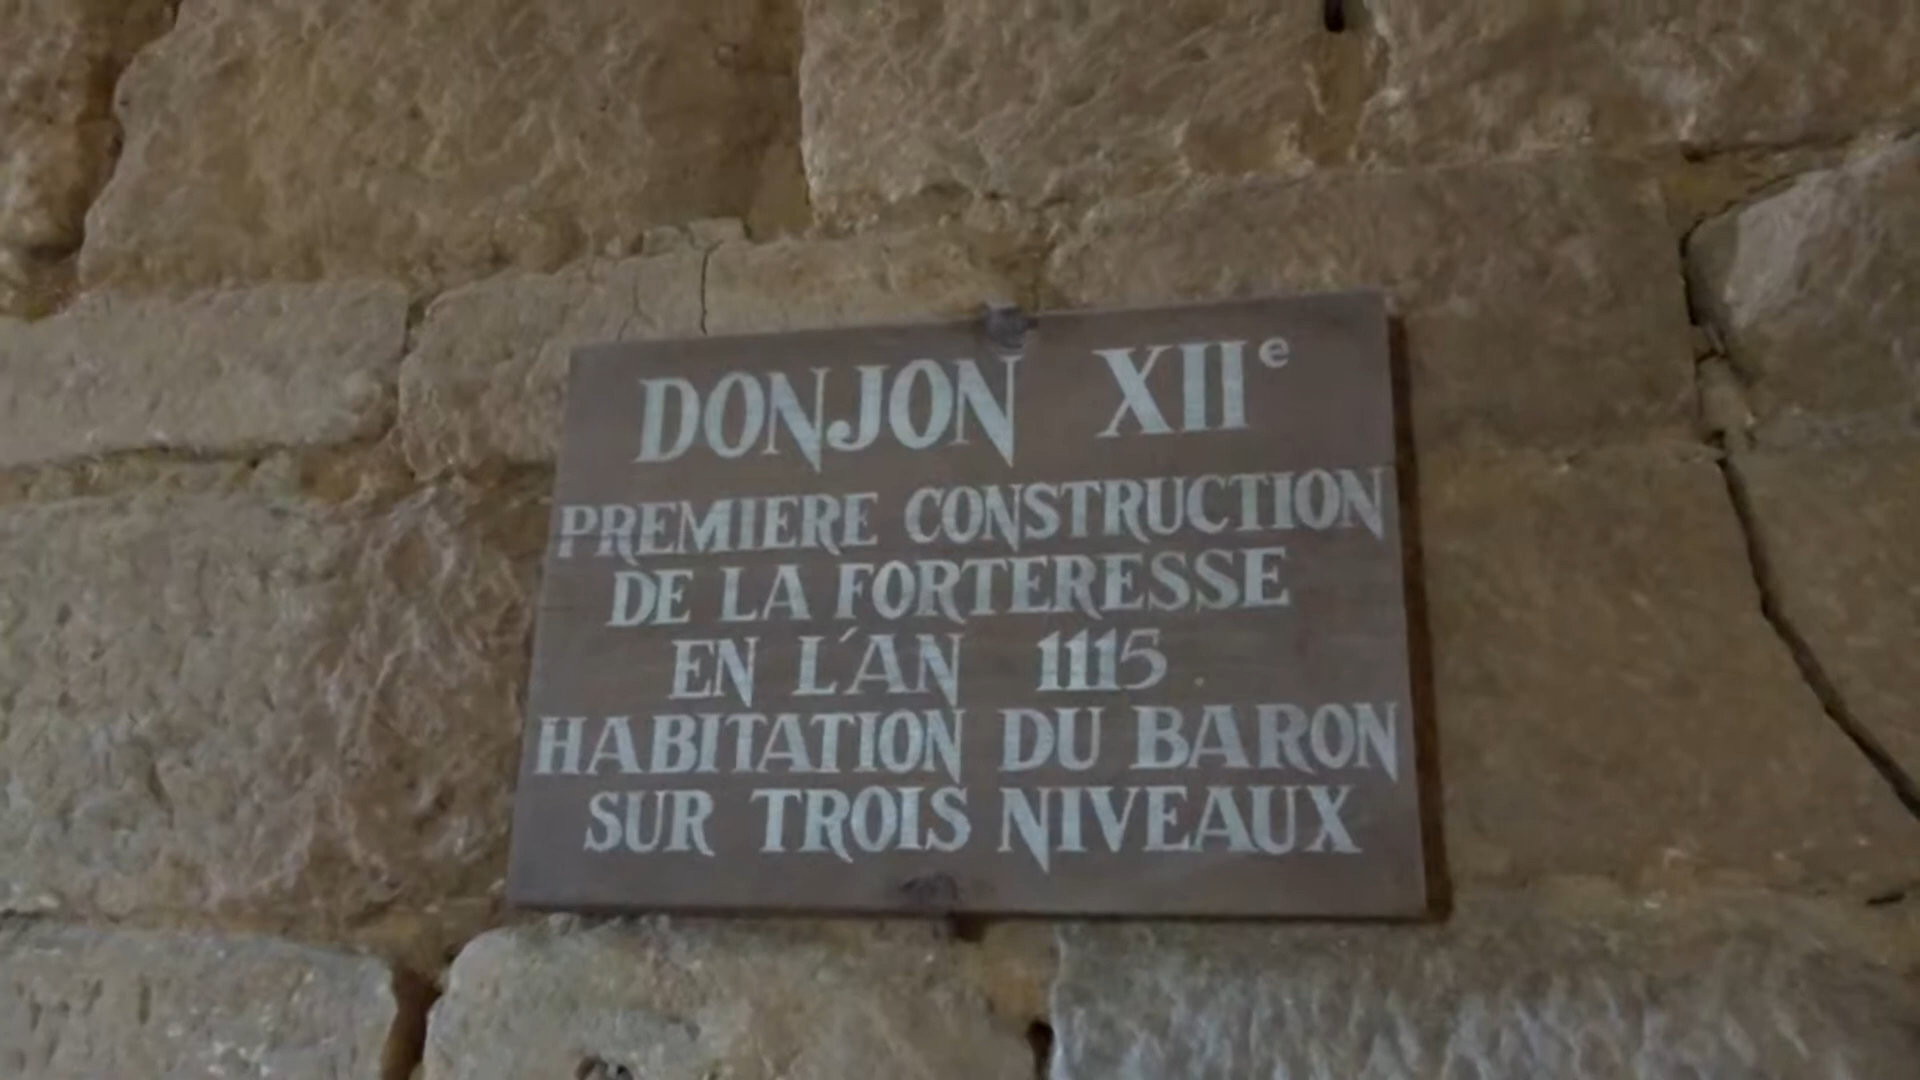 DONJON XIIe
PREMIERE CONSTRUCTION
DE LA FORTERESSE
EN L'AN 1115.
HABITATION DU BARON
SUR TROIS NIVEAUX